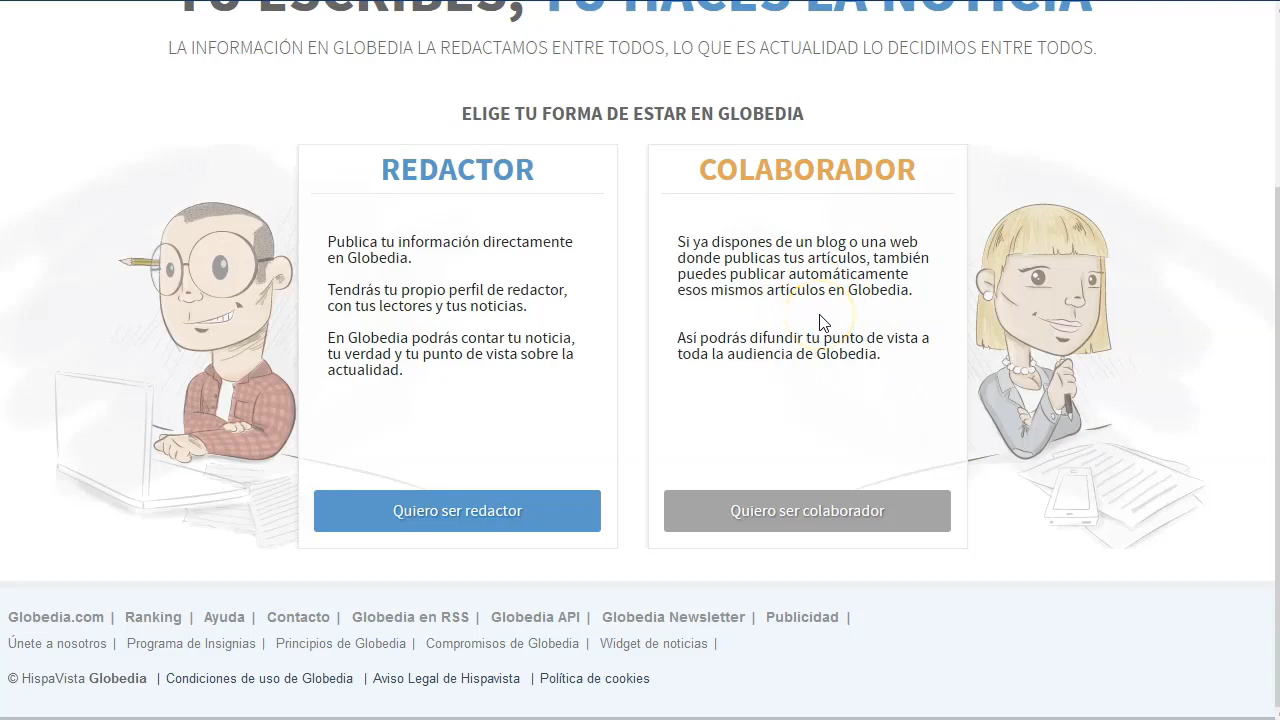 TÚ ESCRIBES, TÚ HACES LA NOTICIA
LA INFORMACIÓN EN GLOBEDIA LA REDACTAMOS ENTRE TODOS, LO QUE ES ACTUALIDAD LO DECIDIMOS ENTRE TODOS.
ELIGE TU FORMA DE ESTAR EN GLOBEDIA
REDACTOR
Publica tu información directamente
en Globedia.
Tendrás tu propio perfil de redactor,
con tus lectores y tus noticias.
En Globedia podrás contar tu noticia,
tu verdad y tu punto de vista sobre la
actualidad.
Quiero ser redactor
COLABORADOR
Si ya dispones de un blog o una web
donde publicas tus artículos, también
puedes publicar automáticamente
esos mismos artículos en Globedia.
Así podrás difundir tu punto de vista a
toda la audiencia de Globedia.
Quiero ser colaborador
Globedia.com | Ranking | Ayuda | Contacto | Globedia en RSS | Globedia API | Globedia Newsletter | Publicidad |
Únete a nosotros | Programa de Insignias | Principios de Globedia | Compromisos de Globedia | Widget de noticias |
© HispaVista Globedia | Condiciones de uso de Globedia | Aviso Legal de Hispavista | Política de cookies